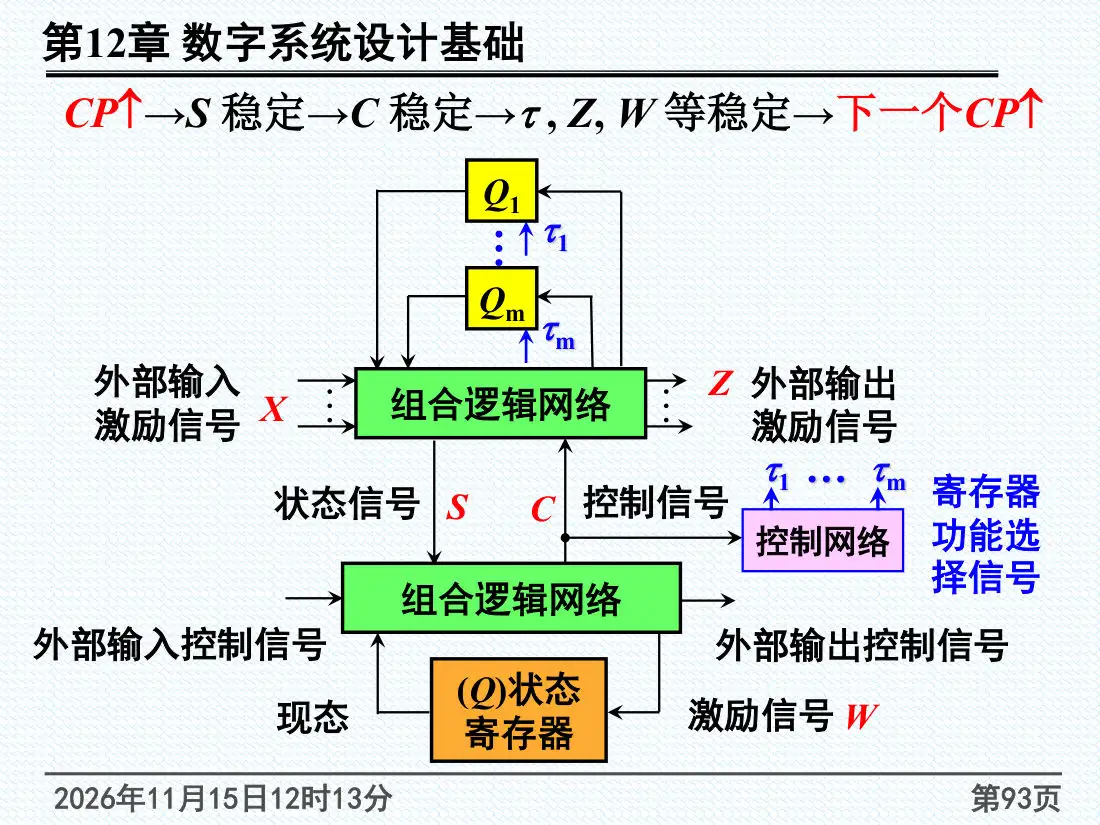 第12章 数字系统设计基础
CP↑→S 稳定→C 稳定→τ , Z, W 等稳定→下一个CP↑
Q1
τ1
⋮
Qm
τm
外部输入
激励信号
X
⋮
组合逻辑网络
⋮
Z
外部输出
激励信号
状态信号
S
C
控制信号
τ1 … τm
控制网络
寄存器
功能选
择信号
组合逻辑网络
外部输入控制信号
外部输出控制信号
(Q)状态
寄存器
现态
激励信号 W
2026年11月15日12时13分
第93页